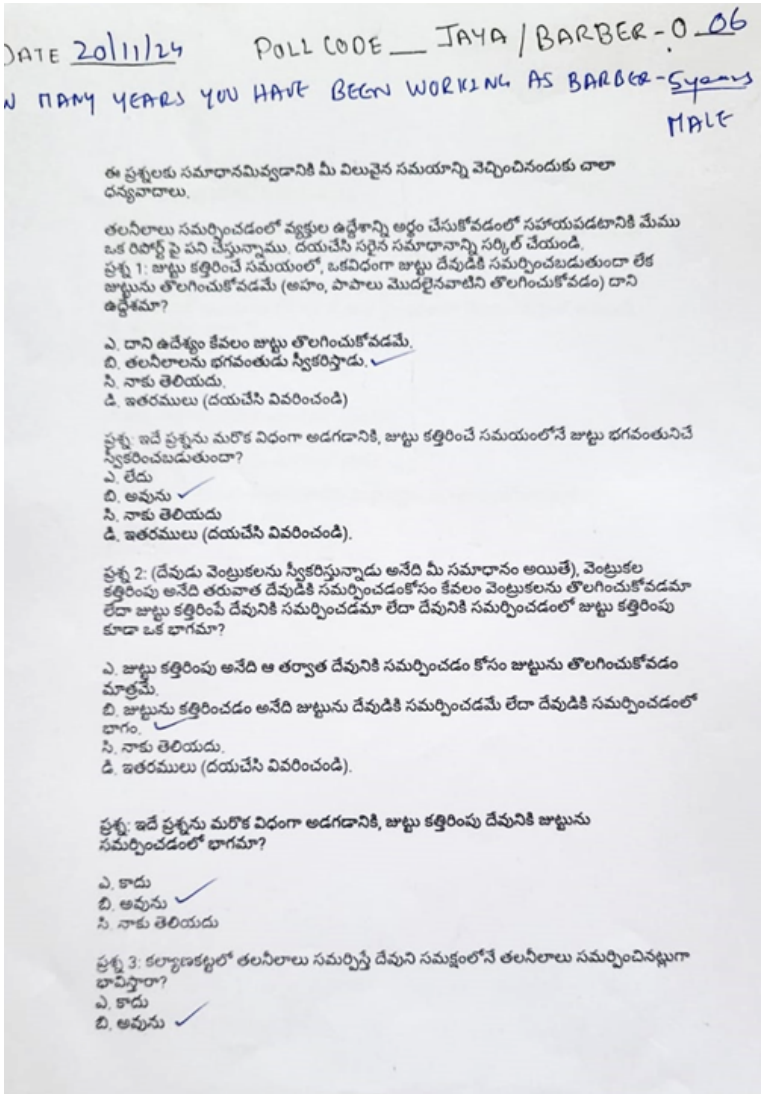 DATE 20/11/24 POLL CODE __ JAYA / BARBER - 0.06
W MANY YEARS YOU HAVE BEEN WORKING AS BARBER - 5 years
MALE
ఈ ప్రశ్నలకు సమాధానమివ్వడానికి మీ విలువైన సమయాన్ని వెచ్చించినందుకు చాలా
ధన్యవాదాలు.
తలనీలాలు సమర్పించడంలో వ్యక్తుల ఉద్దేశాన్ని అర్థం చేసుకోవడంలో సహాయపడటానికి మేము
ఒక రిపోర్ట్ పై పని చేస్తున్నాము. దయచేసి సరైన సమాధానాన్ని సర్కిల్ చేయండి.
ప్రశ్న 1: జుట్టు కత్తిరించే సమయంలో, ఒకవిధంగా జుట్టు దేవుడికి సమర్పించబడుతుందా లేక
జుట్టును తొలగించుకోవడమే (అహం, పాపాలు మొదలైనవాటిని తొలగించుకోవడం) దాని
ఉద్దేశమా?
ఎ. దాని ఉదేశ్యం కేవలం జుట్టు తొలగించుకోవడమే.
బి. తలనీలాలను భగవంతుడు స్వీకరిస్తాడు.
సి. నాకు తెలియదు.
డి. ఇతరములు (దయచేసి వివరించండి)
ప్రశ్న: ఇదే ప్రశ్నను మరొక విధంగా అడగడానికి, జుట్టు కత్తిరించే సమయంలోనే జుట్టు భగవంతునిచే
స్వీకరించబడుతుందా?
ఎ. లేదు
బి. అవును
సి. నాకు తెలియదు
డి. ఇతరములు (దయచేసి వివరించండి).
ప్రశ్న 2: (దేవుడు వెంట్రుకలను స్వీకరిస్తున్నాడు అనేది మీ సమాధానం అయితే), వెంట్రుకల
కత్తిరింపు అనేది తరువాత దేవుడికి సమర్పించడంకోసం కేవలం వెంట్రుకలను తొలగించుకోవడమా
లేదా జుట్టు కత్తిరింపే దేవునికి సమర్పించడమా లేదా దేవునికి సమర్పించడంలో జుట్టు కత్తిరింపు
కూడా ఒక భాగమా?
ఎ. జుట్టు కత్తిరింపు అనేది ఆ తర్వాత దేవునికి సమర్పించడం కోసం జుట్టును తొలగించుకోవడం
మాత్రమే.
బి. జుట్టును కత్తిరించడం అనేది జుట్టును దేవుడికి సమర్పించడమే లేదా దేవుడికి సమర్పించడంలో
భాగం.
సి. నాకు తెలియదు.
డి. ఇతరములు (దయచేసి వివరించండి).
ప్రశ్న: ఇదే ప్రశ్నను మరొక విధంగా అడగడానికి, జుట్టు కత్తిరింపు దేవునికి జుట్టును
సమర్పించడంలో భాగమా?
ఎ. కాదు
బి. అవును
సి. నాకు తెలియదు
ప్రశ్న 3: కల్యాణకట్టలో తలనీలాలు సమర్పిస్తే దేవుని సమక్షంలోనే తలనీలాలు సమర్పించినట్లుగా
భావిస్తారా?
ఎ. కాదు
బి. అవును